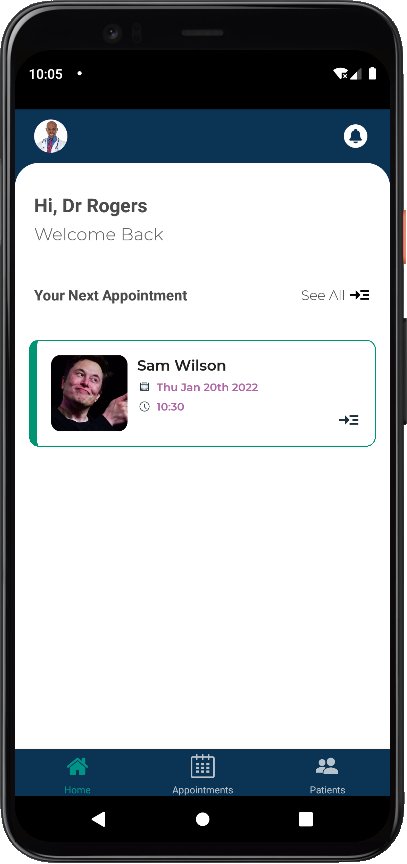 10:05
Hi, Dr Rogers
Welcome Back
Your Next Appointment See All
Sam Wilson
Thu Jan 20th 2022
10:30
Home Appointments Patients